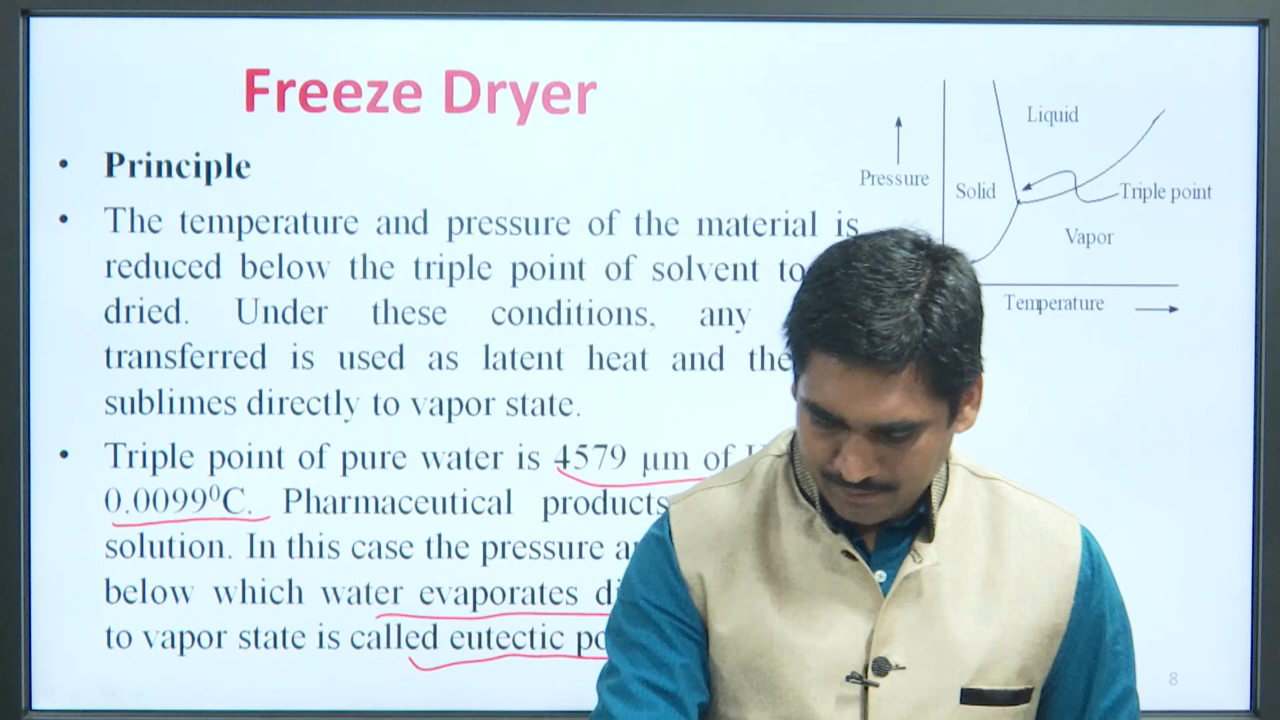 Freeze Dryer
• Principle
• The temperature and pressure of the material is
reduced below the triple point of solvent to
dried. Under these conditions, any
transferred is used as latent heat and
sublimes directly to vapor state.
• Triple point of pure water is 4579 μm of
0.0099⁰C. Pharmaceutical products
solution. In this case the pressure
below which water evaporates
to vapor state is called eutectic
Pressure
Solid
Liquid
Triple point
Vapor
Temperature
8